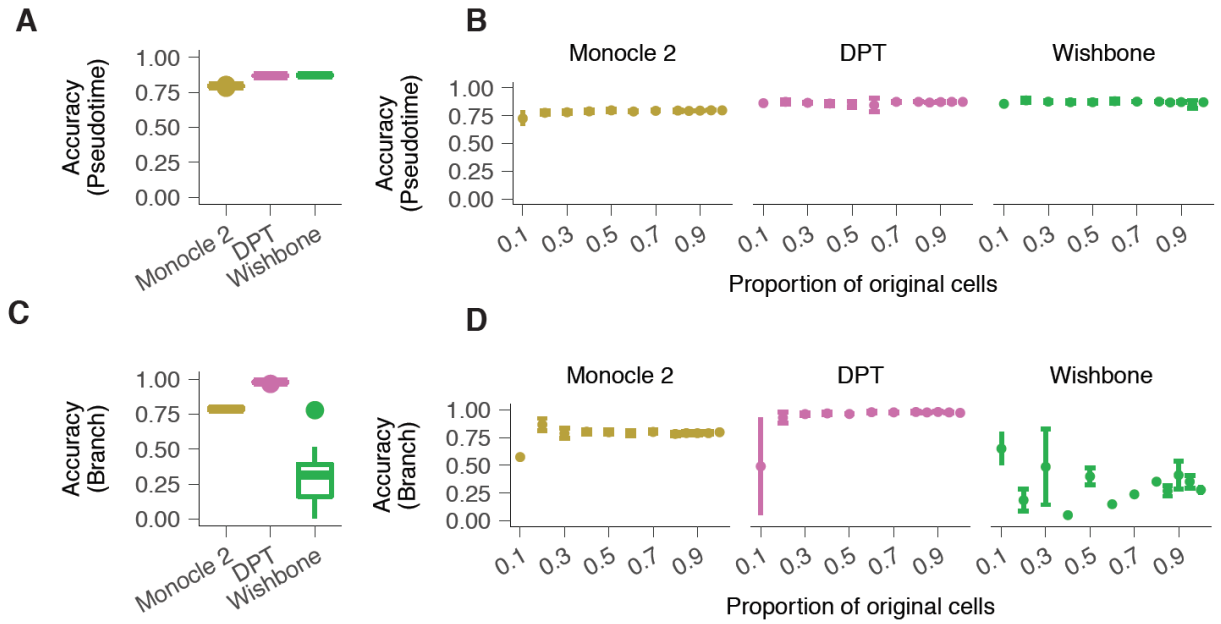 A
Accuracy
(Pseudotime)
1.00
0.75
0.50
0.25
0.00
Monocle 2
DPT
Wishbone
B
Monocle 2
DPT
Wishbone
Accuracy
(Pseudotime)
1.00
0.75
0.50
0.25
0.00
0.1 0.3 0.5 0.7 0.9
0.1 0.3 0.5 0.7 0.9
0.1 0.3 0.5 0.7 0.9
Proportion of original cells
C
Accuracy
(Branch)
1.00
0.75
0.50
0.25
0.00
Monocle 2
DPT
Wishbone
D
Monocle 2
DPT
Wishbone
Accuracy
(Branch)
1.00
0.75
0.50
0.25
0.00
0.1 0.3 0.5 0.7 0.9
0.1 0.3 0.5 0.7 0.9
0.1 0.3 0.5 0.7 0.9
Proportion of original cells